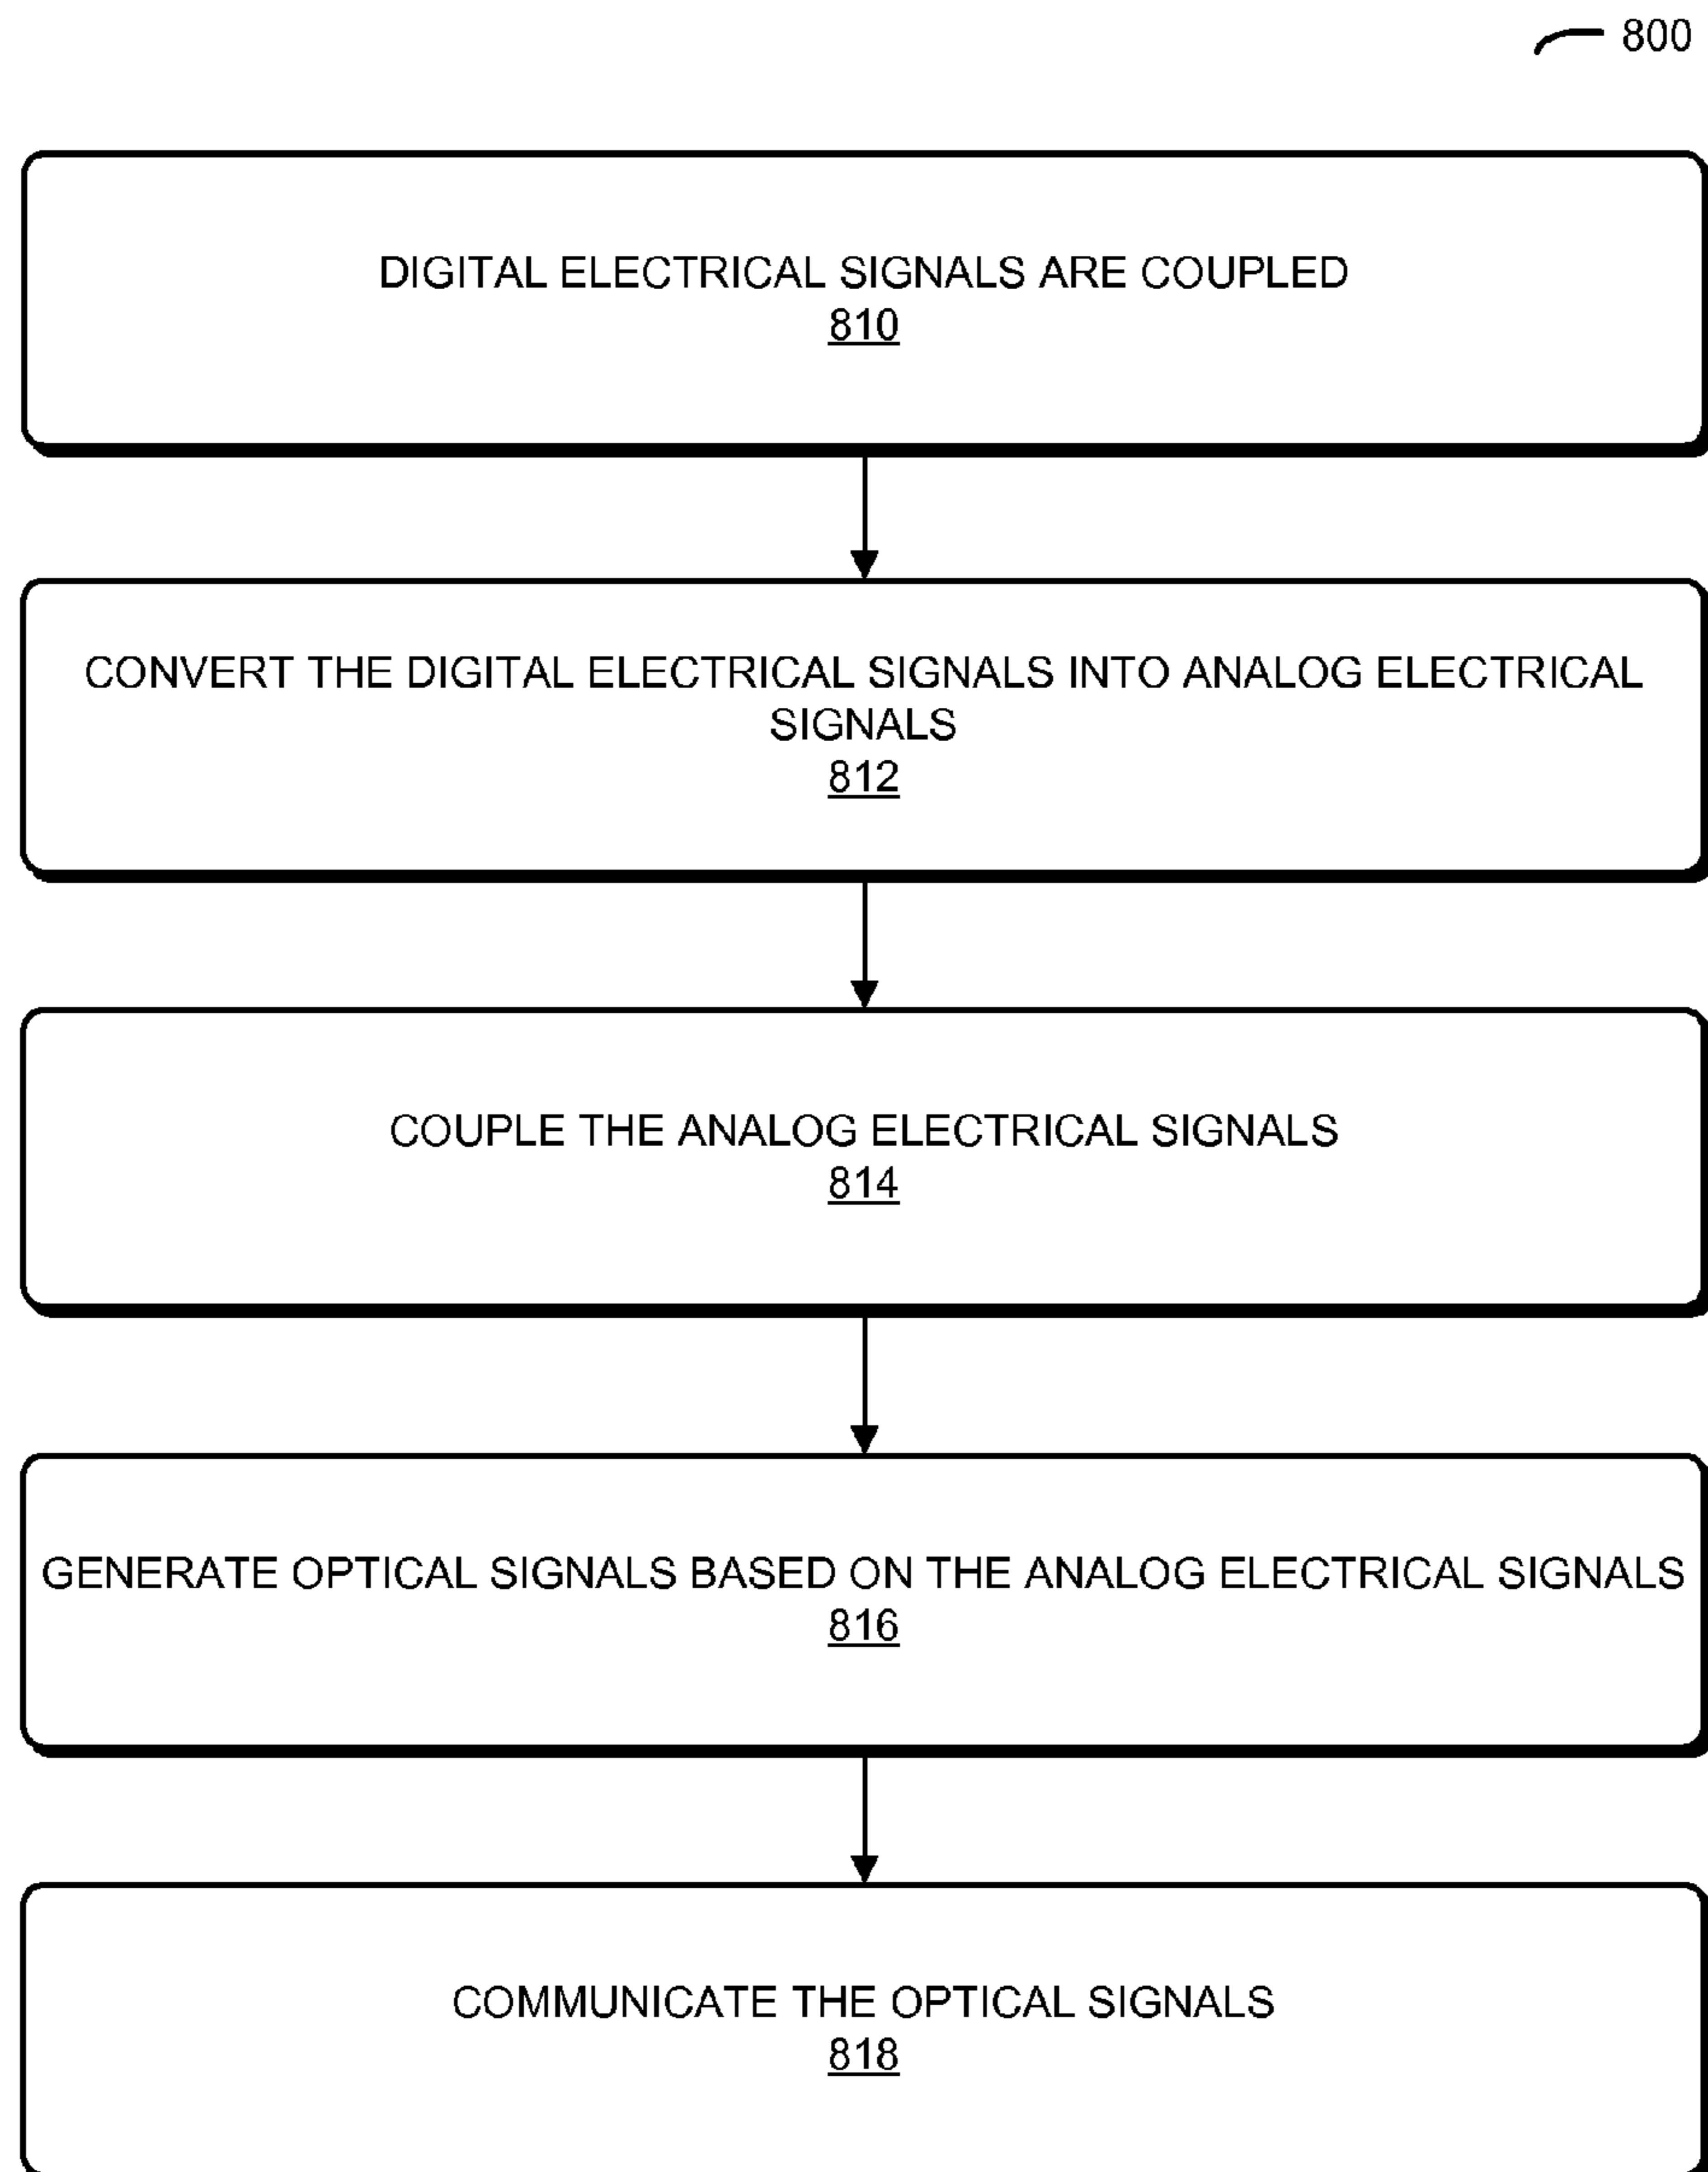 800
DIGITAL ELECTRICAL SIGNALS ARE COUPLED
810
CONVERT THE DIGITAL ELECTRICAL SIGNALS INTO ANALOG ELECTRICAL
SIGNALS
812
COUPLE THE ANALOG ELECTRICAL SIGNALS
814
GENERATE OPTICAL SIGNALS BASED ON THE ANALOG ELECTRICAL SIGNALS
816
COMMUNICATE THE OPTICAL SIGNALS
818